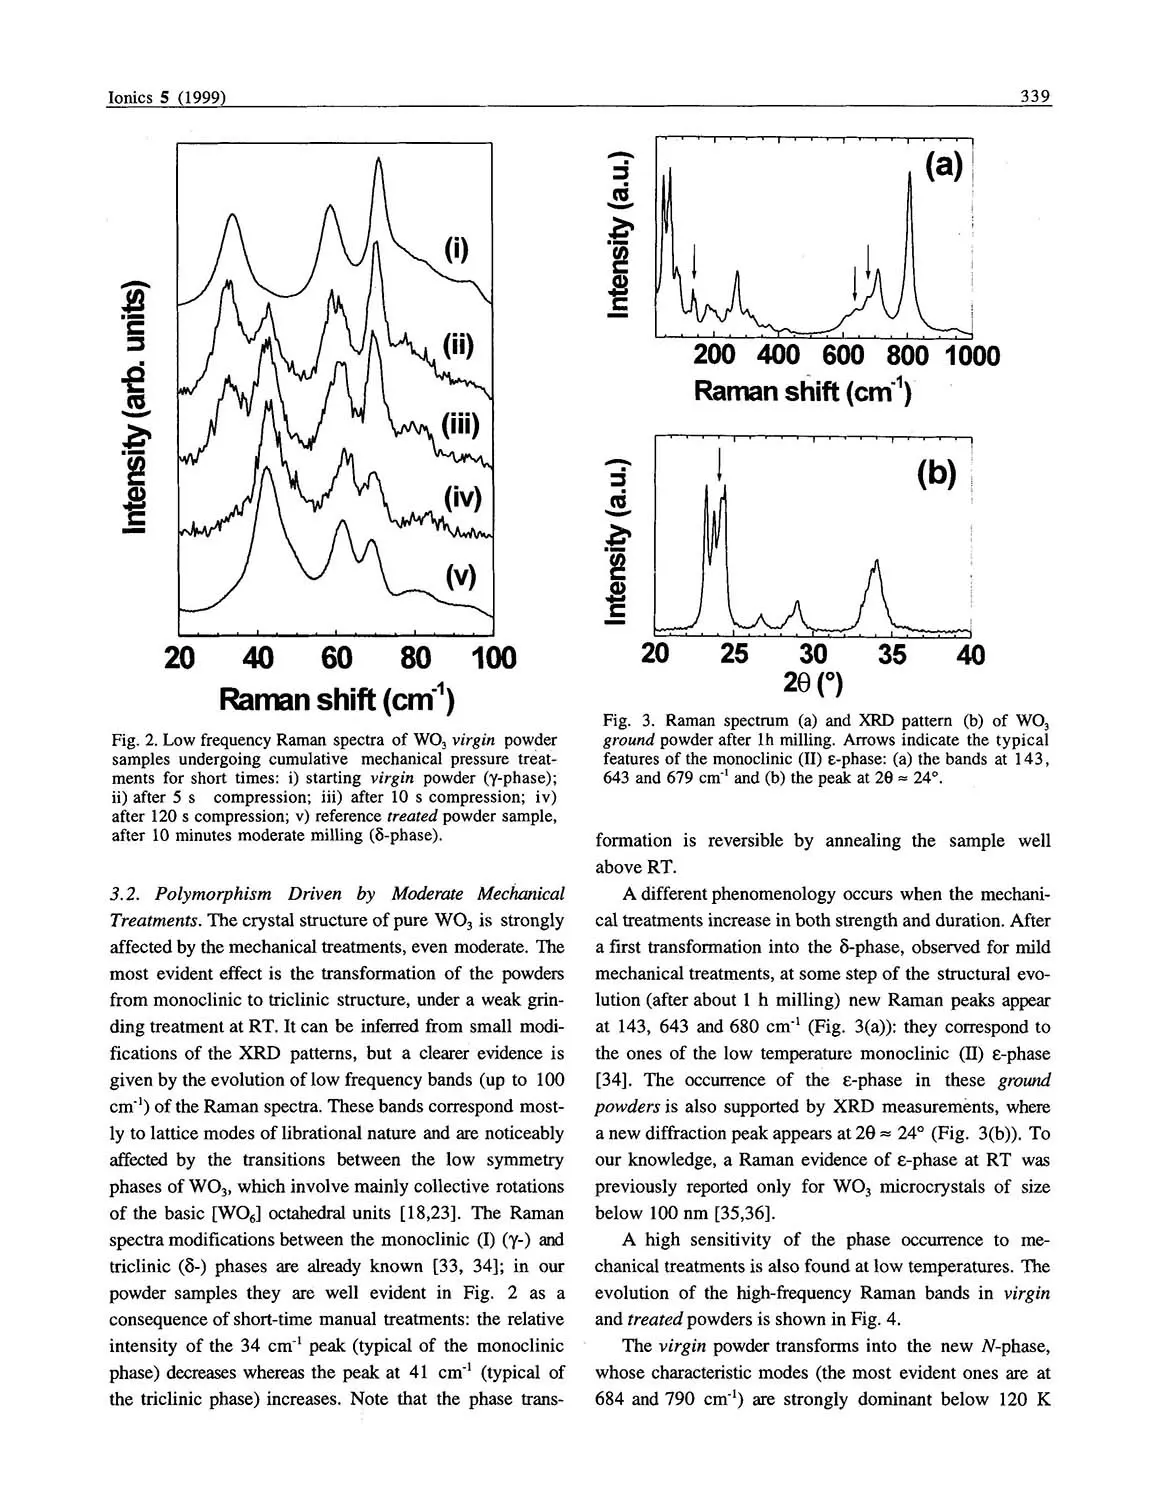 Ionics 5 (1999)
339
Intensity (arb. units)
(i)
(ii)
(iii)
(iv)
(v)
20 40 60 80 100
Raman shift (cm⁻¹)
Fig. 2. Low frequency Raman spectra of WO₃ virgin powder
samples undergoing cumulative mechanical pressure treat-
ments for short times: i) starting virgin powder (γ-phase);
ii) after 5 s compression; iii) after 10 s compression; iv)
after 120 s compression; v) reference treated powder sample,
after 10 minutes moderate milling (δ-phase).
3.2. Polymorphism Driven by Moderate Mechanical
Treatments. The crystal structure of pure WO₃ is strongly
affected by the mechanical treatments, even moderate. The
most evident effect is the transformation of the powders
from monoclinic to triclinic structure, under a weak grin-
ding treatment at RT. It can be inferred from small modi-
fications of the XRD patterns, but a clearer evidence is
given by the evolution of low frequency bands (up to 100
cm⁻¹) of the Raman spectra. These bands correspond most-
ly to lattice modes of librational nature and are noticeably
affected by the transitions between the low symmetry
phases of WO₃, which involve mainly collective rotations
of the basic [WO₆] octahedral units [18,23]. The Raman
spectra modifications between the monoclinic (I) (γ-) and
triclinic (δ-) phases are already known [33, 34]; in our
powder samples they are well evident in Fig. 2 as a
consequence of short-time manual treatments: the relative
intensity of the 34 cm⁻¹ peak (typical of the monoclinic
phase) decreases whereas the peak at 41 cm⁻¹ (typical of
the triclinic phase) increases. Note that the phase trans-
Intensity (a.u.)
(a)
200 400 600 800 1000
Raman shift (cm⁻¹)
Intensity (a.u.)
(b)
20 25 30 35 40
2θ (°)
Fig. 3. Raman spectrum (a) and XRD pattern (b) of WO₃
ground powder after 1h milling. Arrows indicate the typical
features of the monoclinic (II) ε-phase: (a) the bands at 143,
643 and 679 cm⁻¹ and (b) the peak at 2θ ≈ 24°.
formation is reversible by annealing the sample well
above RT.
A different phenomenology occurs when the mechani-
cal treatments increase in both strength and duration. After
a first transformation into the δ-phase, observed for mild
mechanical treatments, at some step of the structural evo-
lution (after about 1 h milling) new Raman peaks appear
at 143, 643 and 680 cm⁻¹ (Fig. 3(a)): they correspond to
the ones of the low temperature monoclinic (II) ε-phase
[34]. The occurrence of the ε-phase in these ground
powders is also supported by XRD measurements, where
a new diffraction peak appears at 2θ ≈ 24° (Fig. 3(b)). To
our knowledge, a Raman evidence of ε-phase at RT was
previously reported only for WO₃ microcrystals of size
below 100 nm [35,36].
A high sensitivity of the phase occurrence to me-
chanical treatments is also found at low temperatures. The
evolution of the high-frequency Raman bands in virgin
and treated powders is shown in Fig. 4.
The virgin powder transforms into the new N-phase,
whose characteristic modes (the most evident ones are at
684 and 790 cm⁻¹) are strongly dominant below 120 K